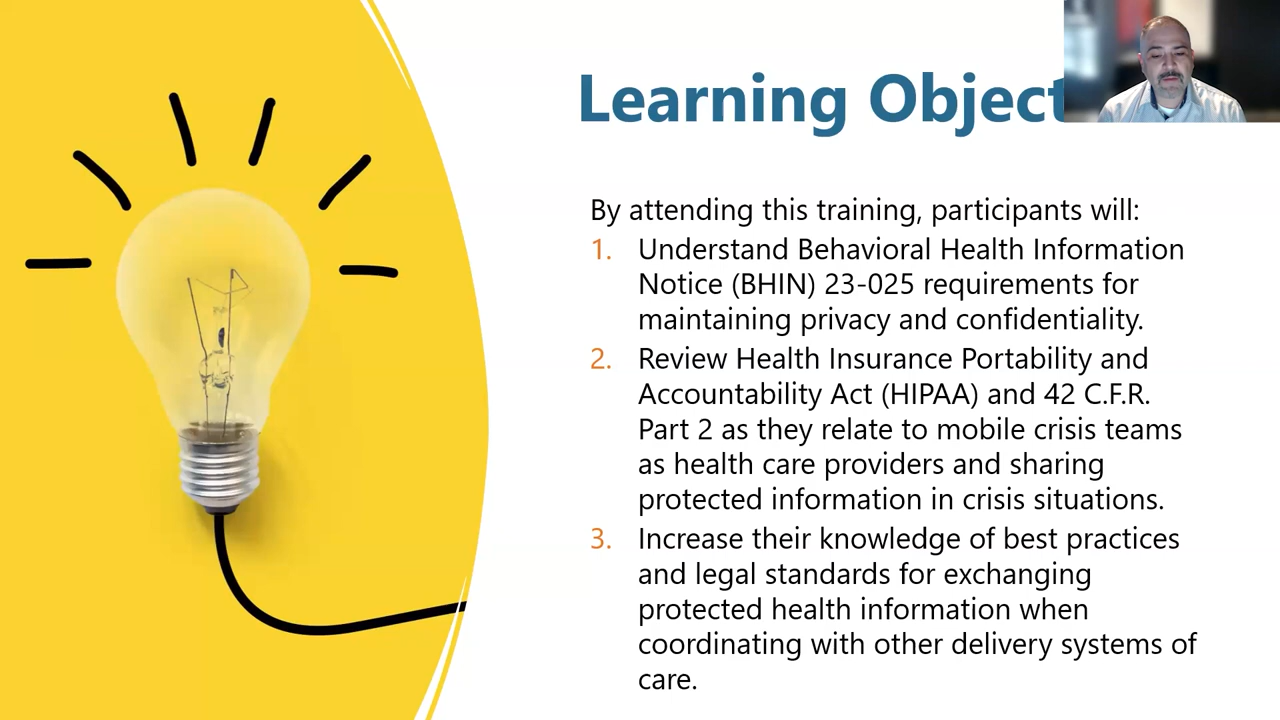 Learning Object
By attending this training, participants will:
1. Understand Behavioral Health Information
Notice (BHIN) 23-025 requirements for
maintaining privacy and confidentiality.
2. Review Health Insurance Portability and
Accountability Act (HIPAA) and 42 C.F.R.
Part 2 as they relate to mobile crisis teams
as health care providers and sharing
protected information in crisis situations.
3. Increase their knowledge of best practices
and legal standards for exchanging
protected health information when
coordinating with other delivery systems of
care.